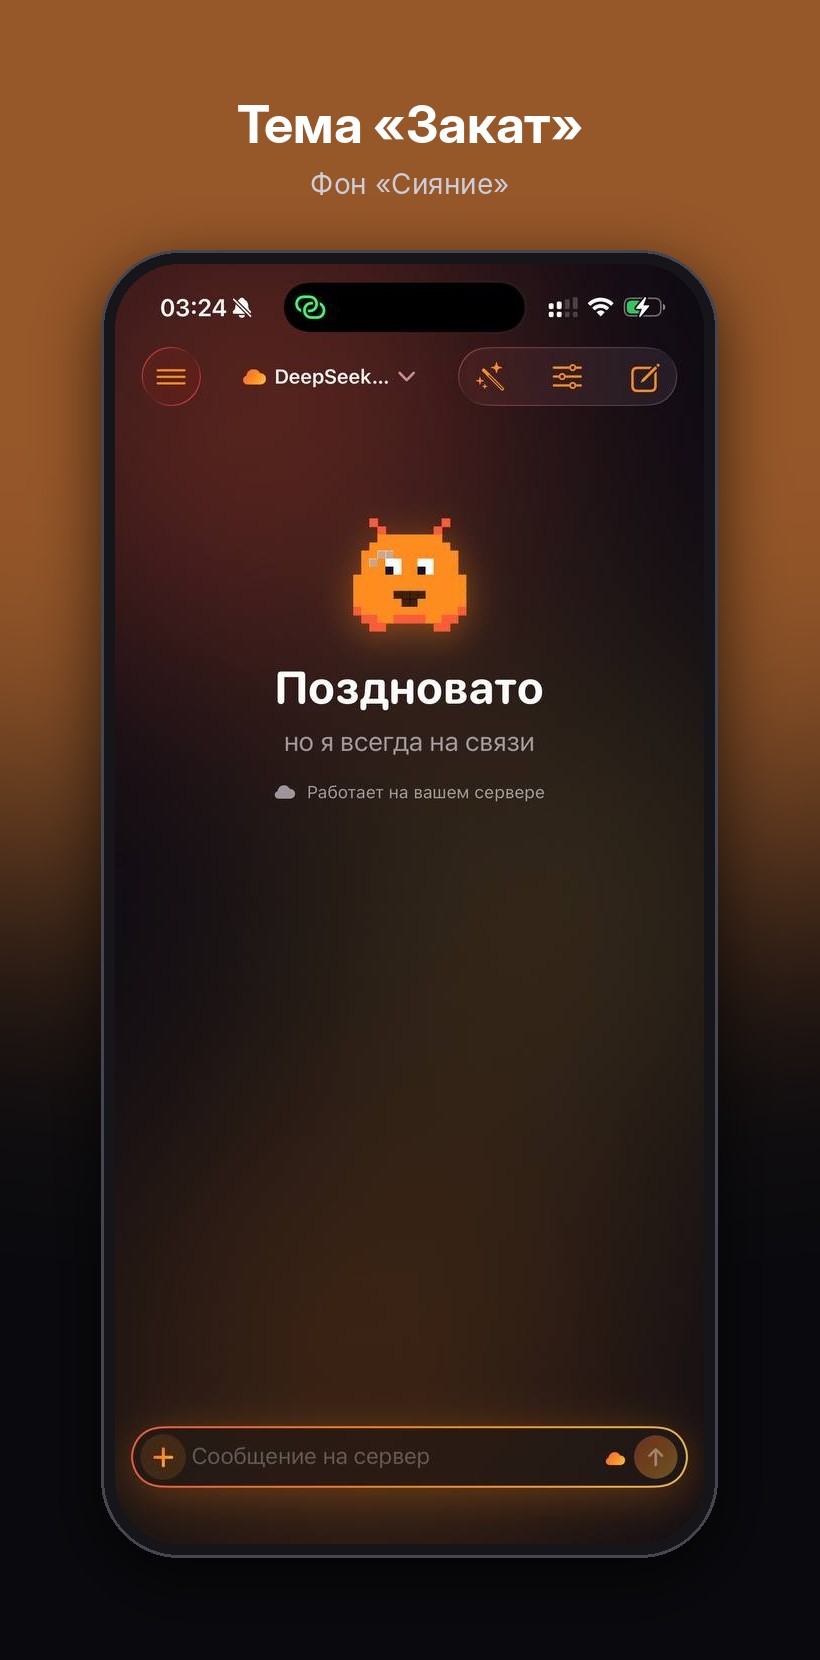 Тема «Закат»
Фон «Сияние»
03:24
DeepSeek...
Поздновато
но я всегда на связи
Работает на вашем сервере
Сообщение на сервер